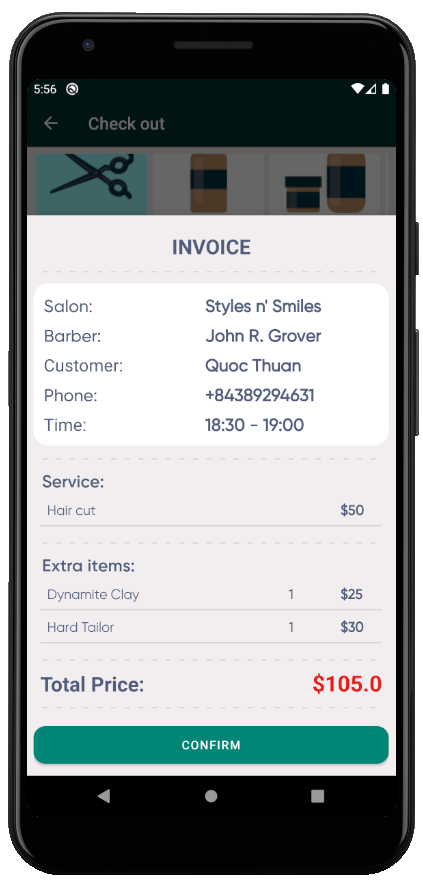 5:56
Check out
INVOICE
Salon: Styles n' Smiles
Barber: John R. Grover
Customer: Quoc Thuan
Phone: +84389294631
Time: 18:30 - 19:00
Service:
Hair cut $50
Extra items:
Dynamite Clay 1 $25
Hard Tailor 1 $30
Total Price: $105.0
CONFIRM